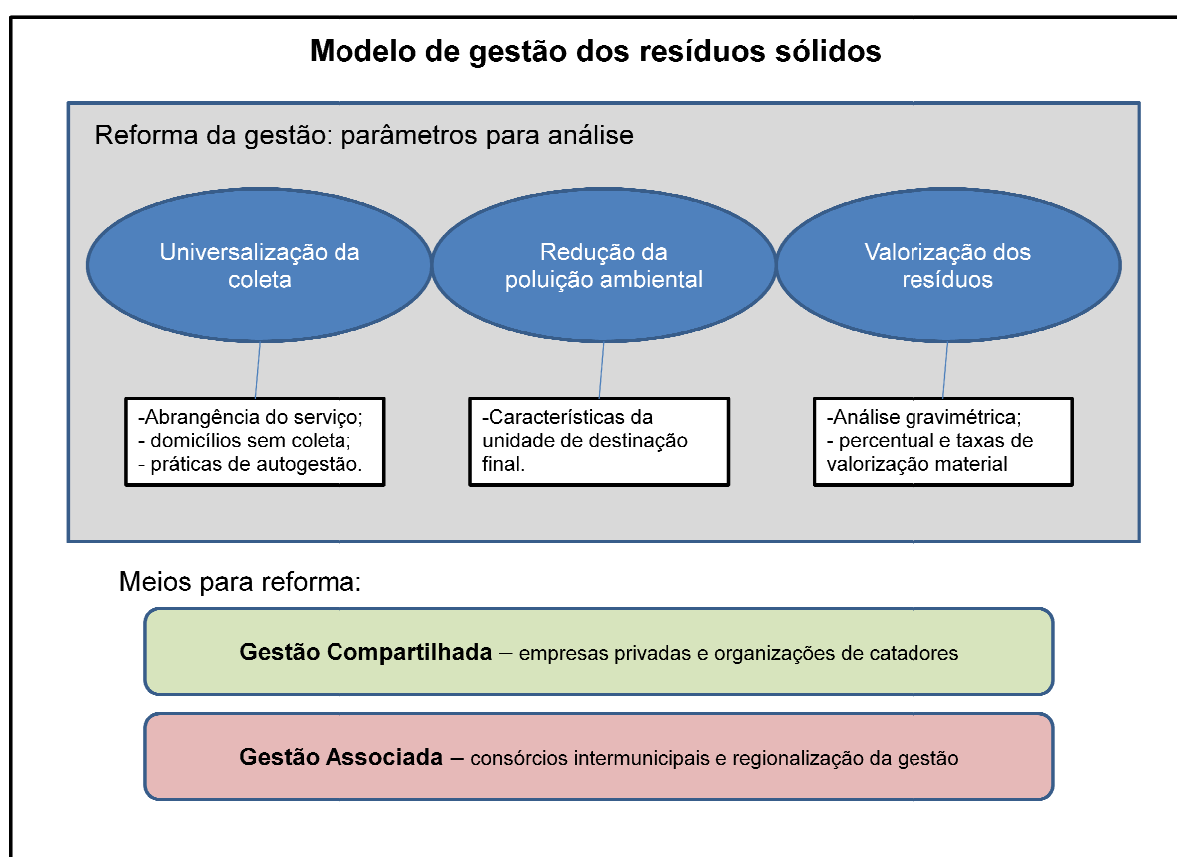 Modelo de gestão dos resíduos sólidos
Reforma da gestão: parâmetros para análise
Universalização da
coleta
Redução da
poluição ambiental
Valorização dos
resíduos
-Abrangência do serviço;
- domicílios sem coleta;
- práticas de autogestão.
-Características da
unidade de destinação
final.
-Análise gravimétrica;
- percentual e taxas de
valorização material
Meios para reforma:
Gestão Compartilhada – empresas privadas e organizações de catadores
Gestão Associada – consórcios intermunicipais e regionalização da gestão